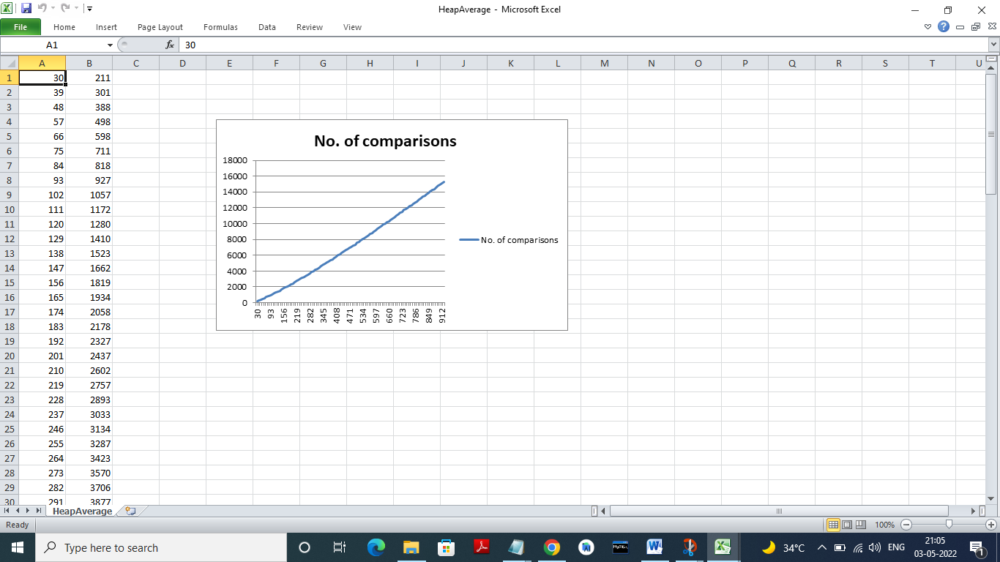 HeapAverage - Microsoft Excel
File Home Insert Page Layout Formulas Data Review View
A1 fx 30
A B C D E F G H I J K L M N O P Q R S T U
1 30 211
2 39 301
3 48 388
4 57 498
5 66 598
6 75 711
7 84 818
8 93 927
9 102 1057
10 111 1172
11 120 1280
12 129 1410
13 138 1523
14 147 1662
15 156 1819
16 165 1934
17 174 2058
18 183 2178
19 192 2327
20 201 2437
21 210 2602
22 219 2757
23 228 2893
24 237 3033
25 246 3134
26 255 3287
27 264 3423
28 273 3570
29 282 3706
30 291 3877
No. of comparisons
18000
16000
14000
12000
10000
8000
6000
4000
2000
0
30 93 156 219 282 345 408 471 534 597 660 723 786 849 912
No. of comparisons
HeapAverage
Ready 100%
Type here to search
MySQL
34°C ENG 21:05
03-05-2022
1